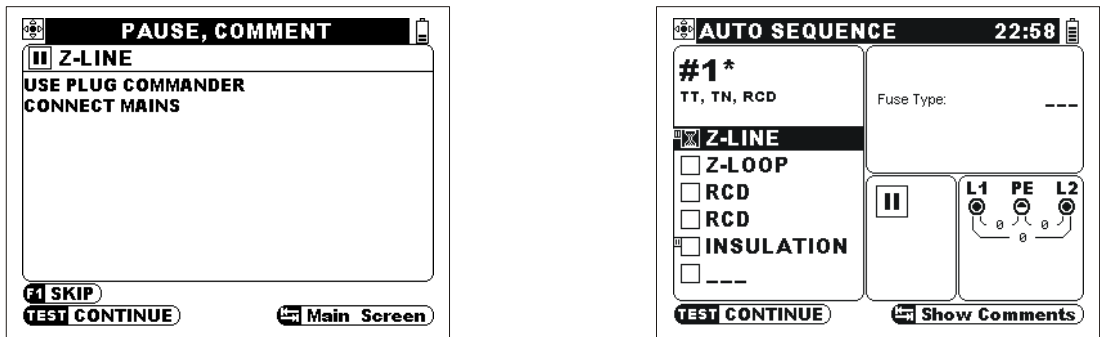 PAUSE, COMMENT
Z-LINE
USE PLUG COMMANDER
CONNECT MAINS
F1 SKIP
TEST CONTINUE
Main Screen
AUTO SEQUENCE 22:58
#1*
TT, TN, RCD
Z-LINE
Z-LOOP
RCD
RCD
INSULATION
---
Fuse Type: ---
L1 PE L2
0 0
0
TEST CONTINUE
Show Comments